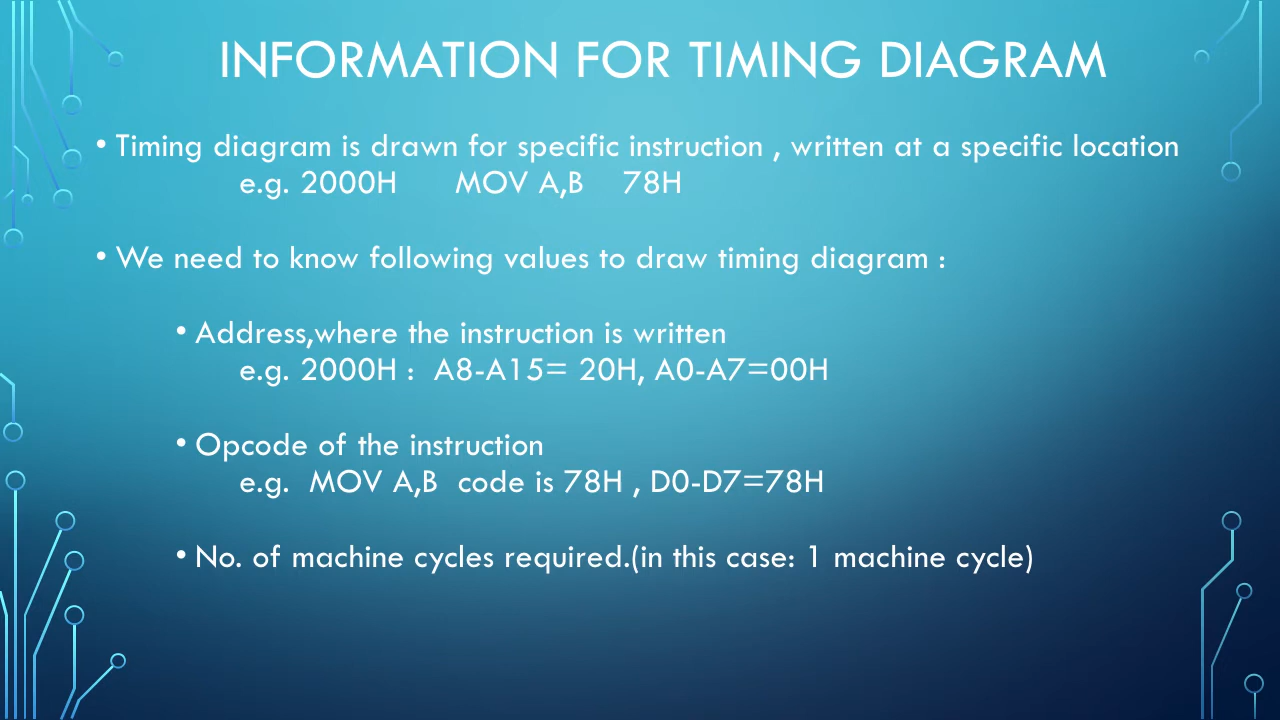 INFORMATION FOR TIMING DIAGRAM
• Timing diagram is drawn for specific instruction , written at a specific location
e.g. 2000H MOV A,B 78H
• We need to know following values to draw timing diagram :
• Address,where the instruction is written
e.g. 2000H : A8-A15= 20H, A0-A7=00H
• Opcode of the instruction
e.g. MOV A,B code is 78H , D0-D7=78H
• No. of machine cycles required.(in this case: 1 machine cycle)